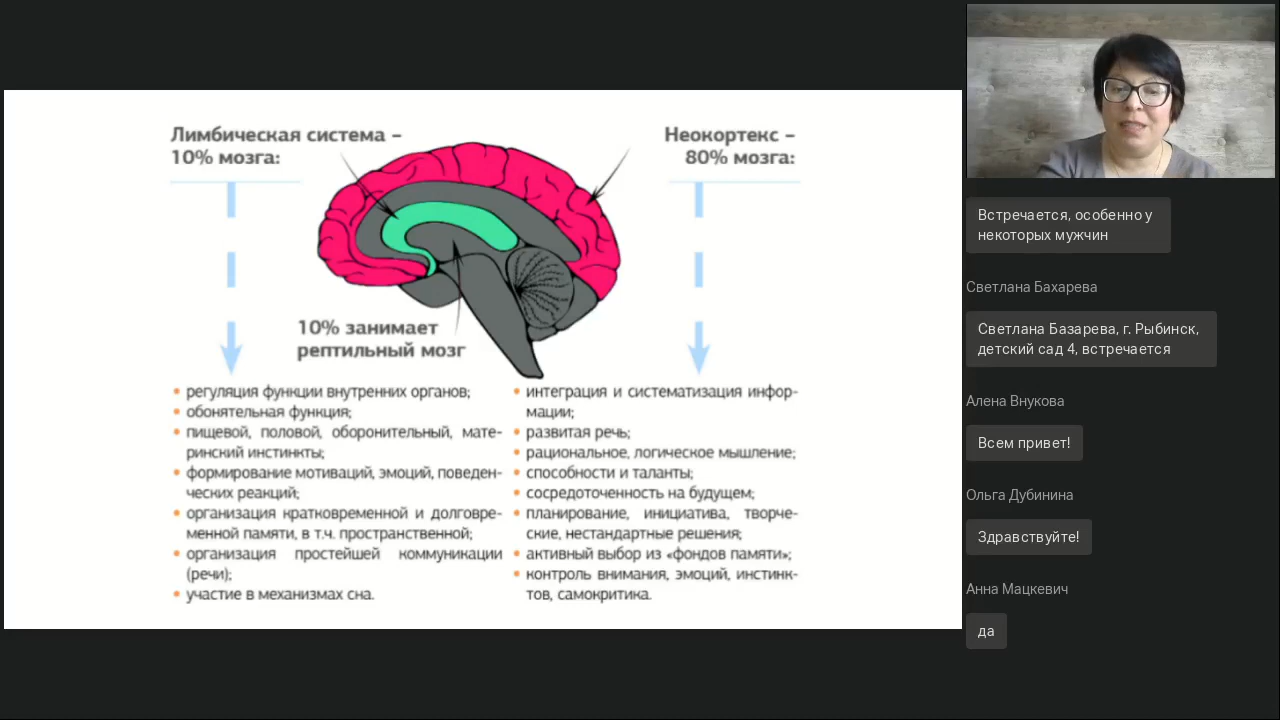 Лимбическая система –
10% мозга:
Неокортекс –
80% мозга:
10% занимает
рептильный мозг
• регуляция функции внутренних органов;
• обонятельная функция;
• пищевой, половой, оборонительный, мате-
ринский инстинкты;
• формирование мотиваций, эмоций, поведен-
ческих реакций;
• организация кратковременной и долговре-
менной памяти, в т.ч. пространственной;
• организация простейшей коммуникации
(речи);
• участие в механизмах сна.
• интеграция и систематизация инфор-
мации;
• развитая речь;
• рациональное, логическое мышление;
• способности и таланты;
• сосредоточенность на будущем;
• планирование, инициатива, творче-
ские, нестандартные решения;
• активный выбор из «фондов памяти»;
• контроль внимания, эмоций, инстинк-
тов, самокритика.
Встречается, особенно у
некоторых мужчин
Светлана Бахарева
Светлана Базарева, г. Рыбинск,
детский сад 4, встречается
Алена Внукова
Всем привет!
Ольга Дубинина
Здравствуйте!
Анна Мацкевич
да